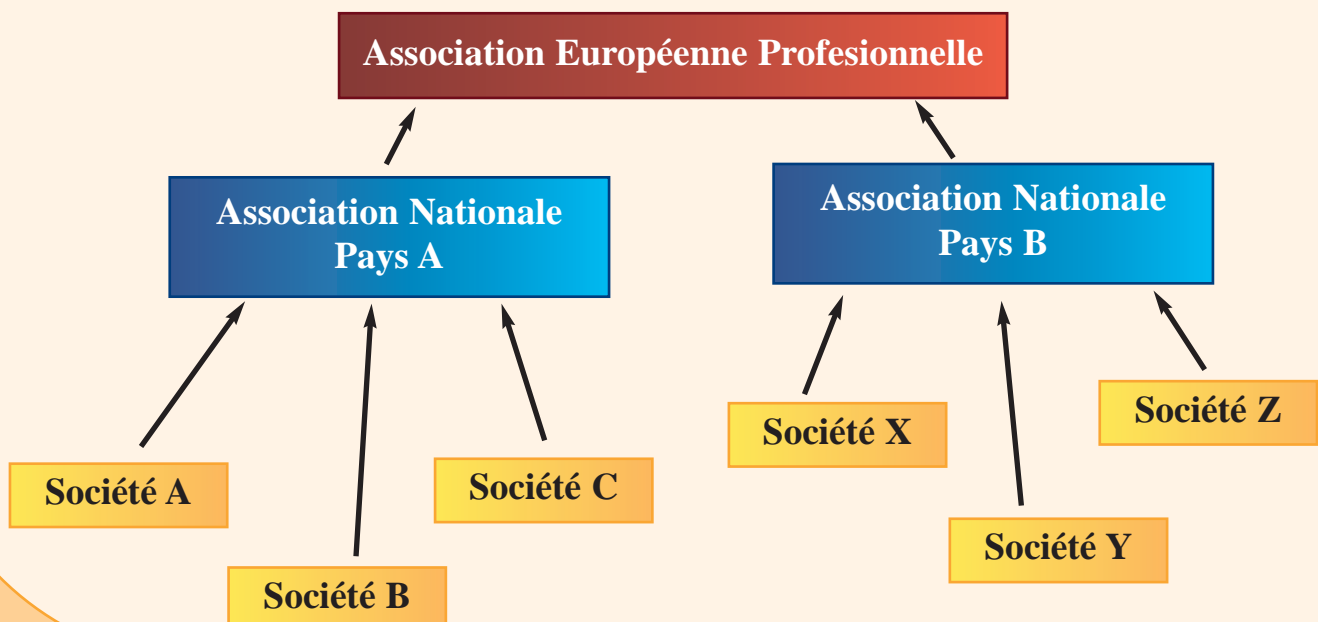 Association Européenne Profesionnelle
Association Nationale
Pays A
Association Nationale
Pays B
Société A
Société B
Société C
Société X
Société Y
Société Z